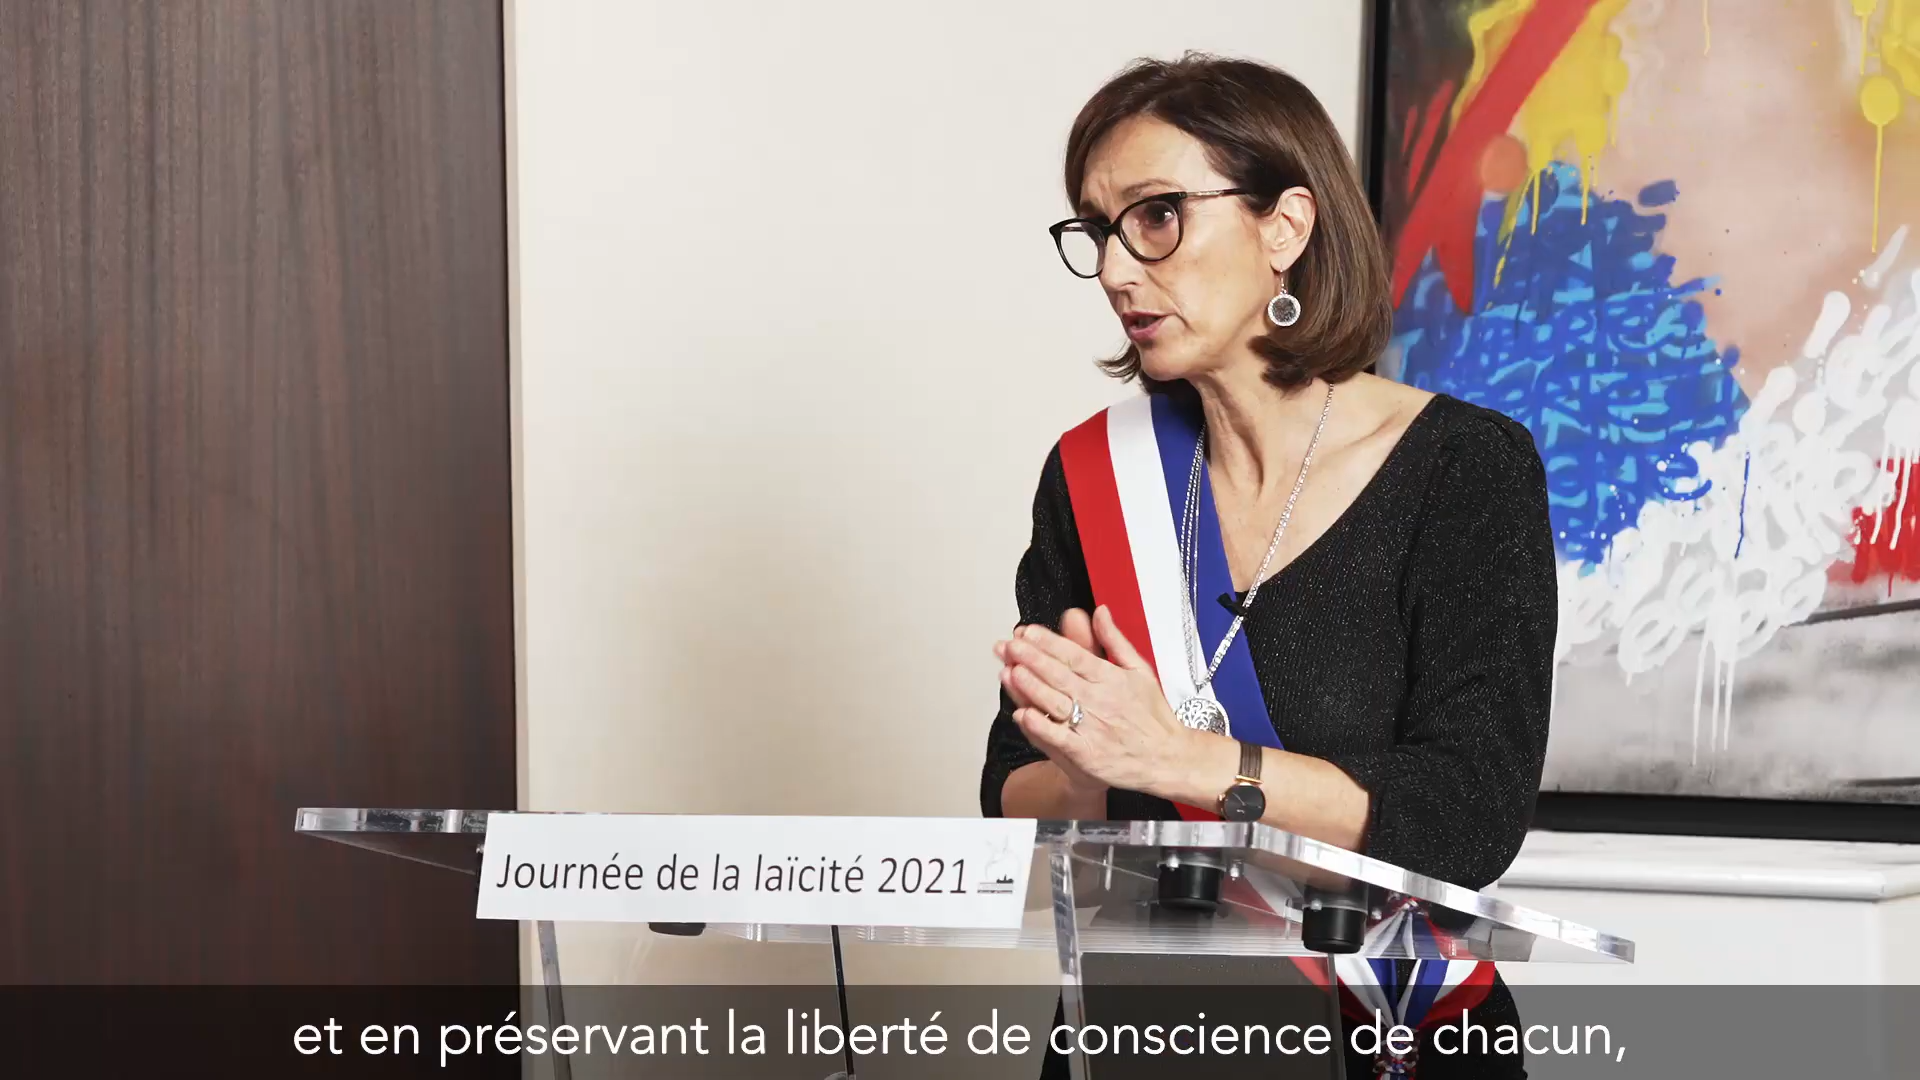 Journée de la laïcité 2021
et en préservant la liberté de conscience de chacun,